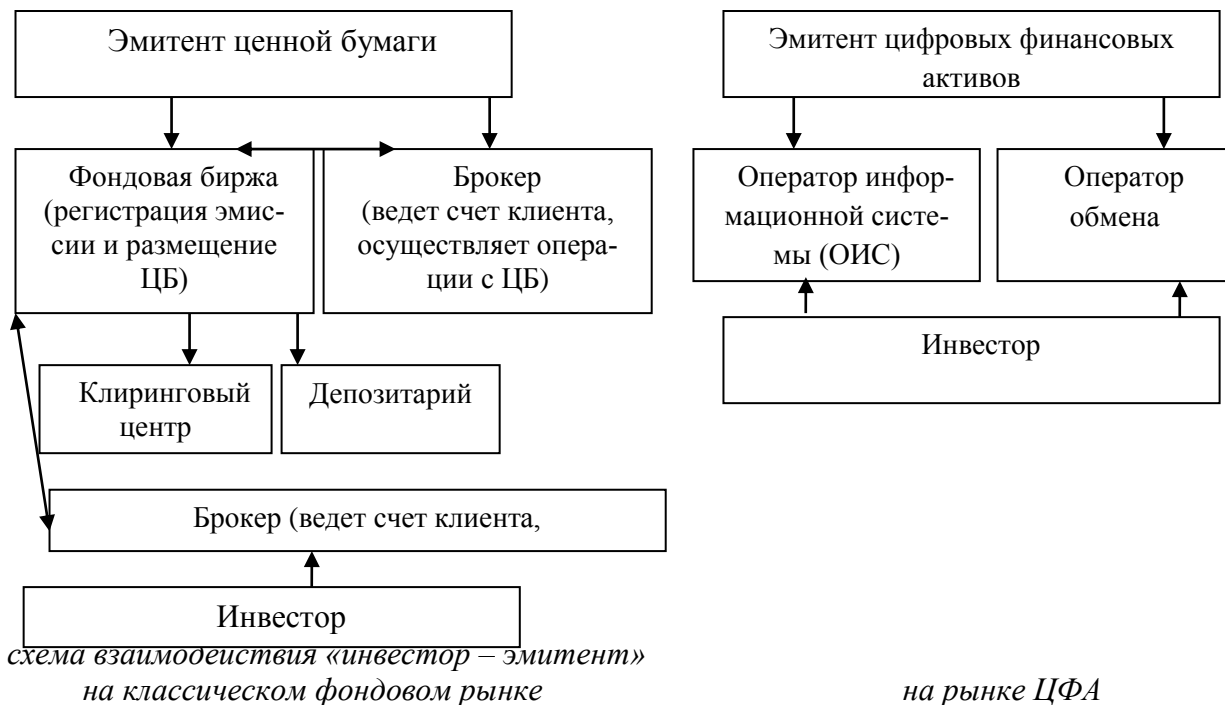 Эмитент ценной бумаги
Фондовая биржа
(регистрация эмис-
сии и размещение
ЦБ)
Брокер
(ведет счет клиента,
осуществляет опера-
ции с ЦБ)
Клиринговый
центр
Депозитарий
Брокер (ведет счет клиента,
Инвестор
схема взаимодействия «инвестор – эмитент»
на классическом фондовом рынке
Эмитент цифровых финансовых
активов
Оператор инфор-
мационной систе-
мы (ОИС)
Оператор
обмена
Инвестор
на рынке ЦФА